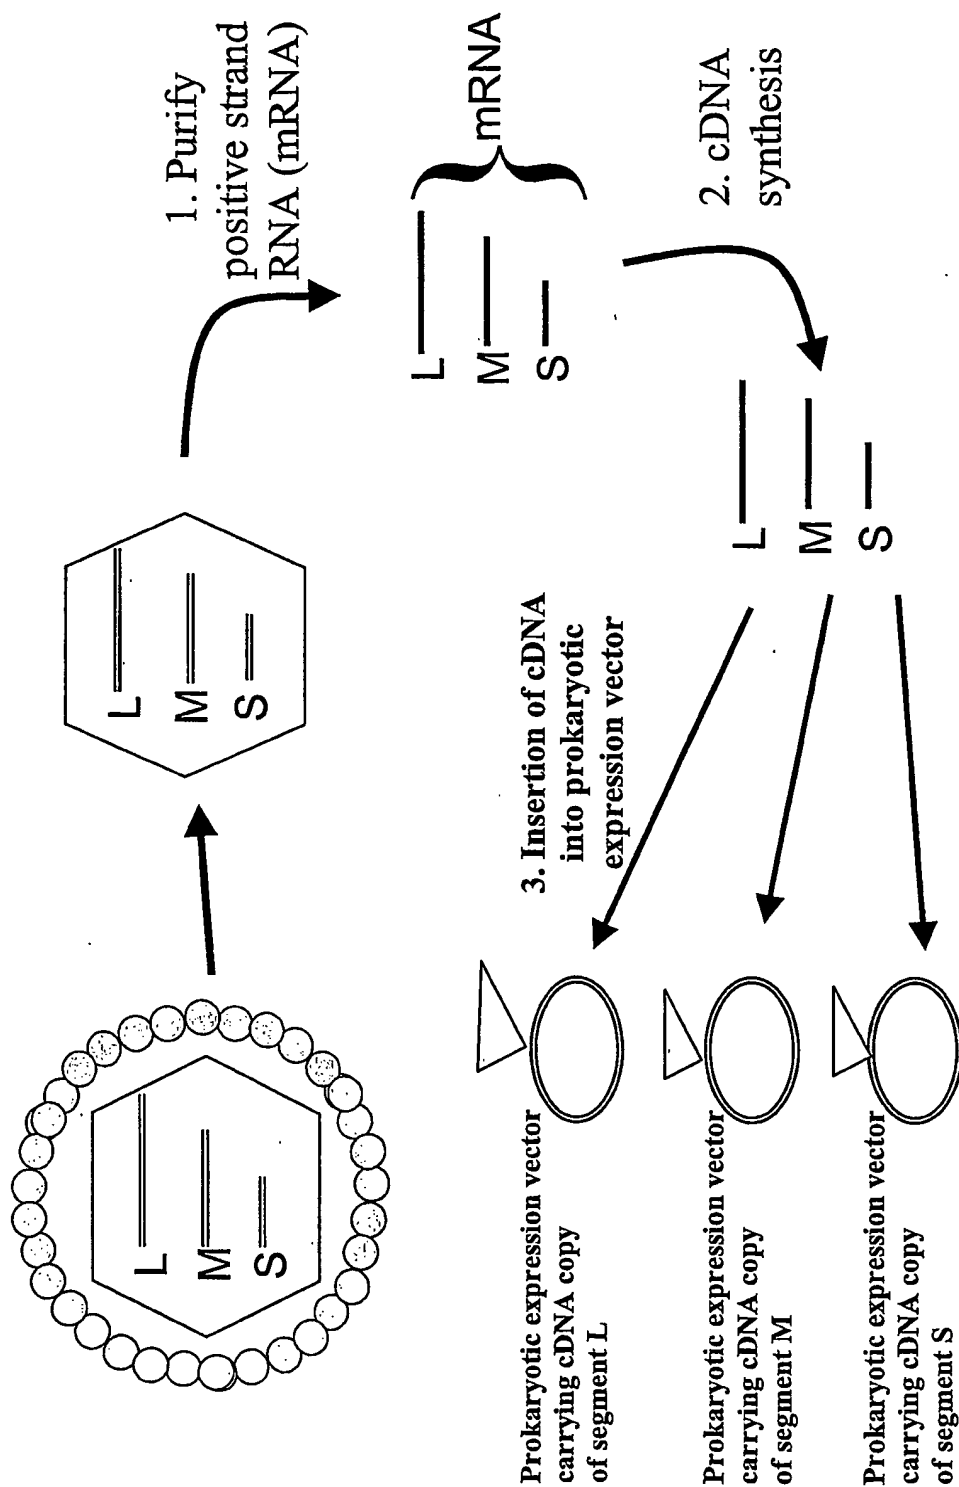 L
M
S
L
M
S
1. Purify
positive strand
RNA (mRNA)
L
M
S
mRNA
2. cDNA
synthesis
L
M
S
3. Insertion of cDNA
into prokaryotic
expression vector
Prokaryotic expression vector
carrying cDNA copy
of segment L
Prokaryotic expression vector
carrying cDNA copy
of segment M
Prokaryotic expression vector
carrying cDNA copy
of segment S